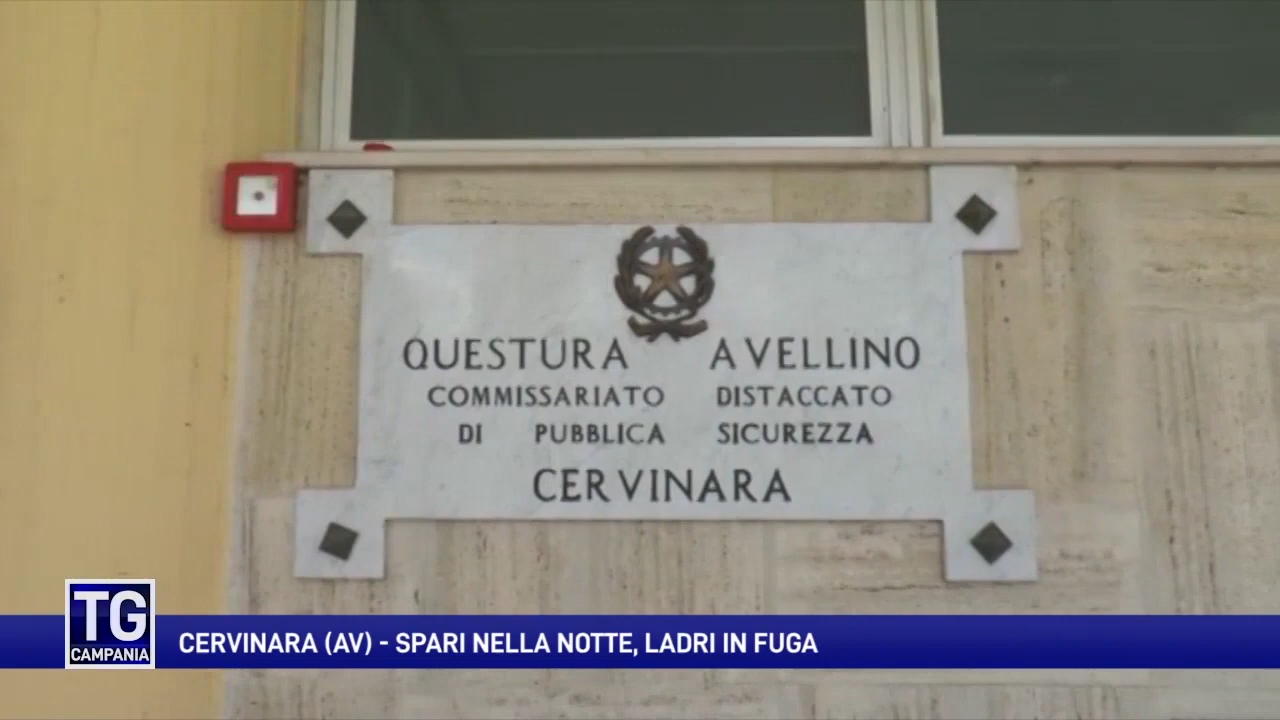 QUESTURA AVELLINO
COMMISSARIATO DISTACCATO
DI PUBBLICA SICUREZZA
CERVINARA
TG
CAMPANIA
CERVINARA (AV) - SPARI NELLA NOTTE, LADRI IN FUGA